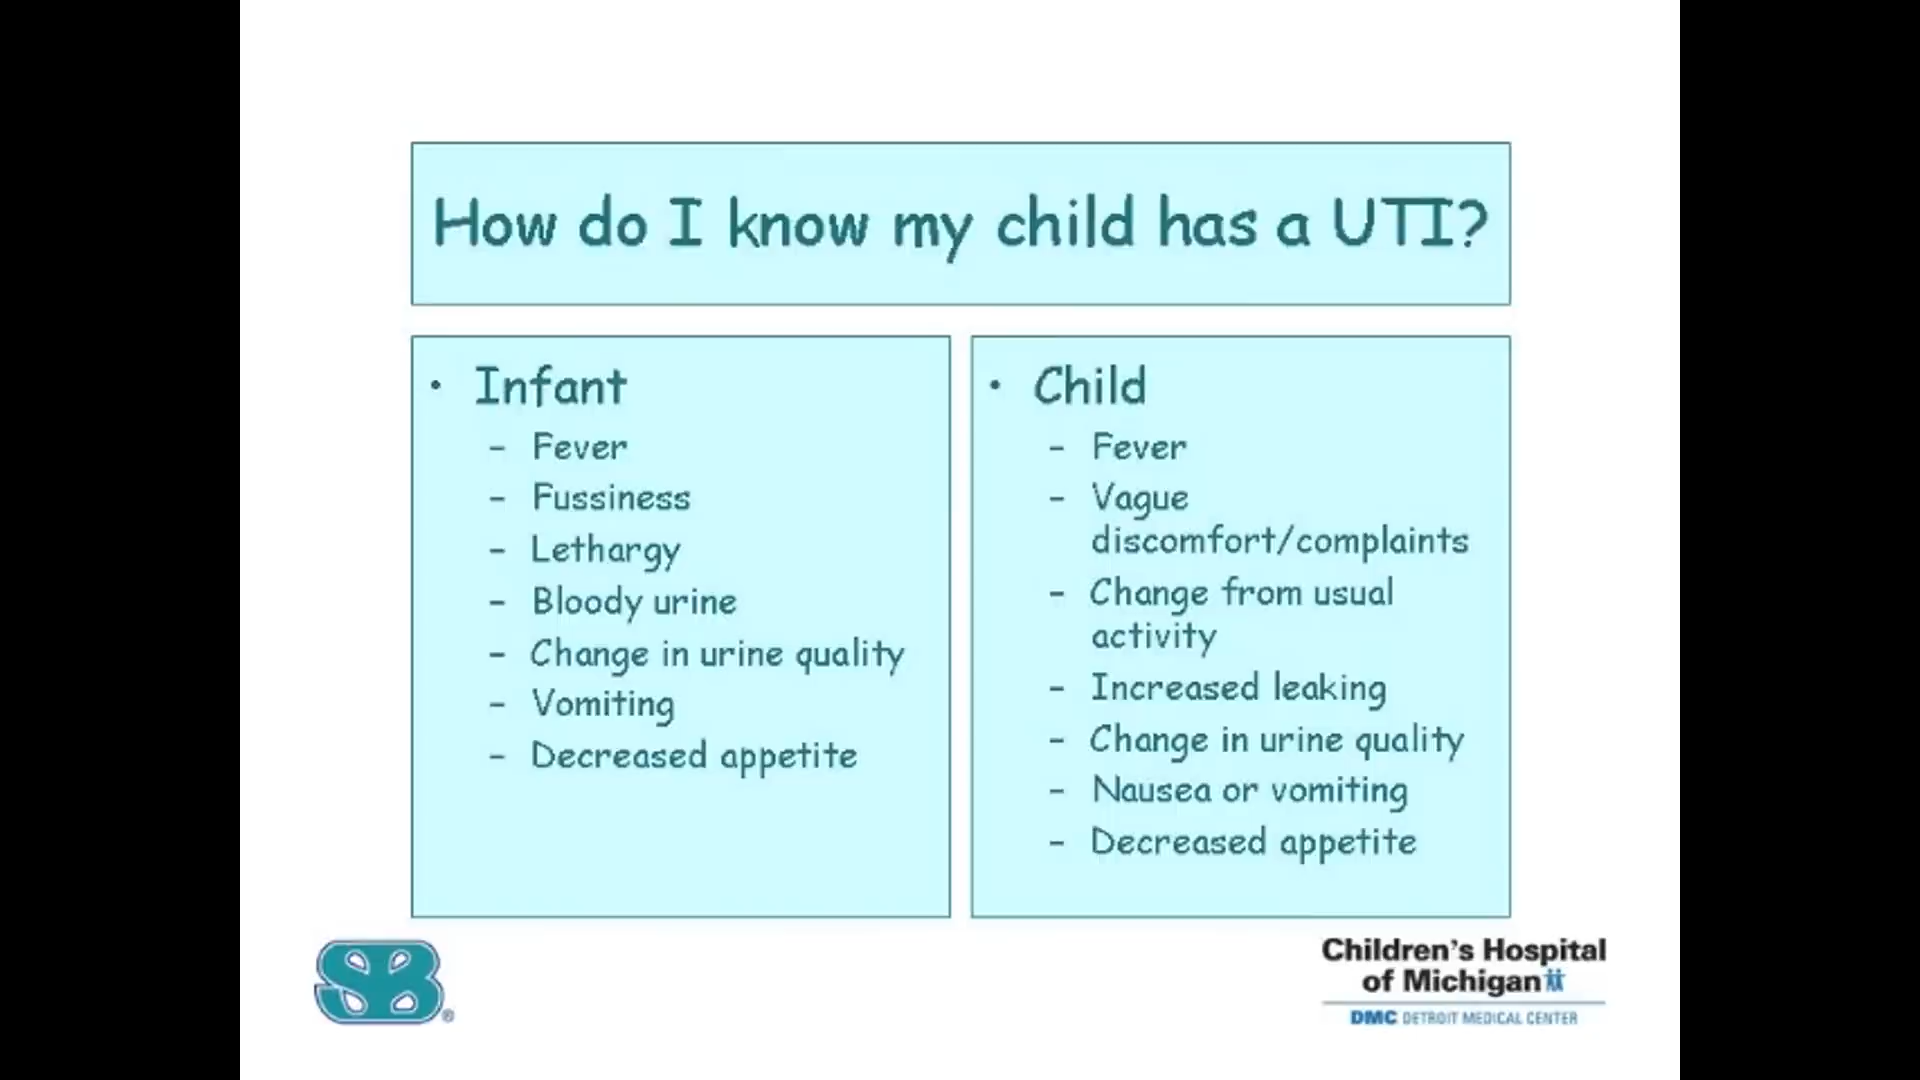 How do I know my child has a UTI?
• Infant
– Fever
– Fussiness
– Lethargy
– Bloody urine
– Change in urine quality
– Vomiting
– Decreased appetite
• Child
– Fever
– Vague
discomfort/complaints
– Change from usual
activity
– Increased leaking
– Change in urine quality
– Nausea or vomiting
– Decreased appetite
SB®
Children's Hospital
of Michigan
DMC DETROIT MEDICAL CENTER